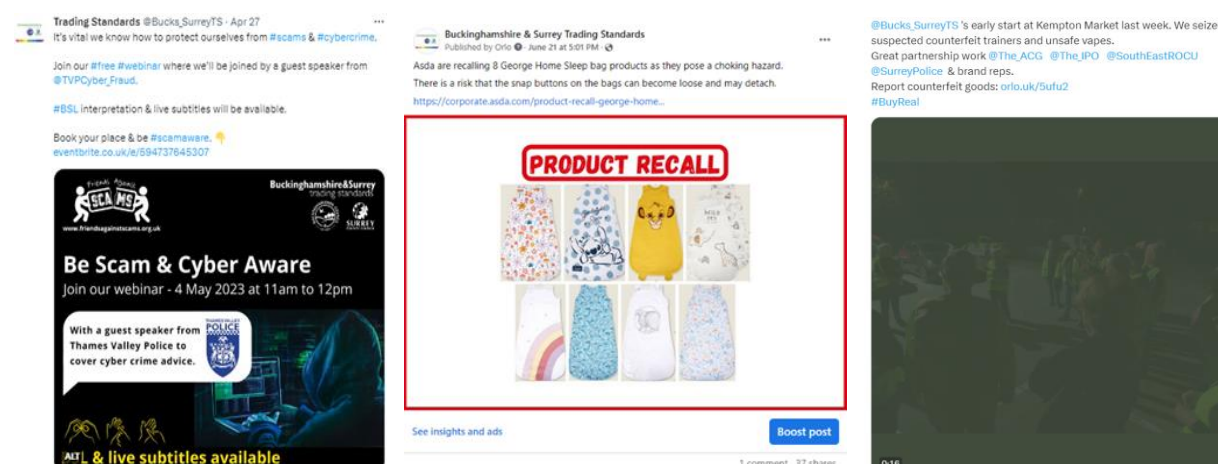 Trading Standards @Bucks_SurreyTS · Apr 27
It's vital we know how to protect ourselves from #scams & #cybercrime.
Join our #free #webinar where we'll be joined by a guest speaker from
@TVPCyber_Fraud.
#BSL interpretation & live subtitles will be available.
Book your place & be #scamaware. 👇
eventbrite.co.uk/e/594737645307
Friends Against
SCAMS
www.friendsagainstscams.org.uk
Buckinghamshire&Surrey
trading standards
SURREY
Be Scam & Cyber Aware
Join our webinar - 4 May 2023 at 11am to 12pm
With a guest speaker from
Thames Valley Police to
cover cyber crime advice.
THAMES VALLEY
POLICE
ALT
L & live subtitles available
Buckinghamshire & Surrey Trading Standards
Published by Orlo · June 21 at 5:01 PM ·
Asda are recalling 8 George Home Sleep bag products as they pose a choking hazard.
There is a risk that the snap buttons on the bags can become loose and may detach.
https://corporate.asda.com/product-recall-george-home...
PRODUCT RECALL
See insights and ads
Boost post
1 comment 37 shares
@Bucks_SurreyTS 's early start at Kempton Market last week. We seize
suspected counterfeit trainers and unsafe vapes.
Great partnership work @The_ACG @The_IPO @SouthEastROCU
@SurreyPolice & brand reps.
Report counterfeit goods: orlo.uk/5ufu2
#BuyReal
0:16